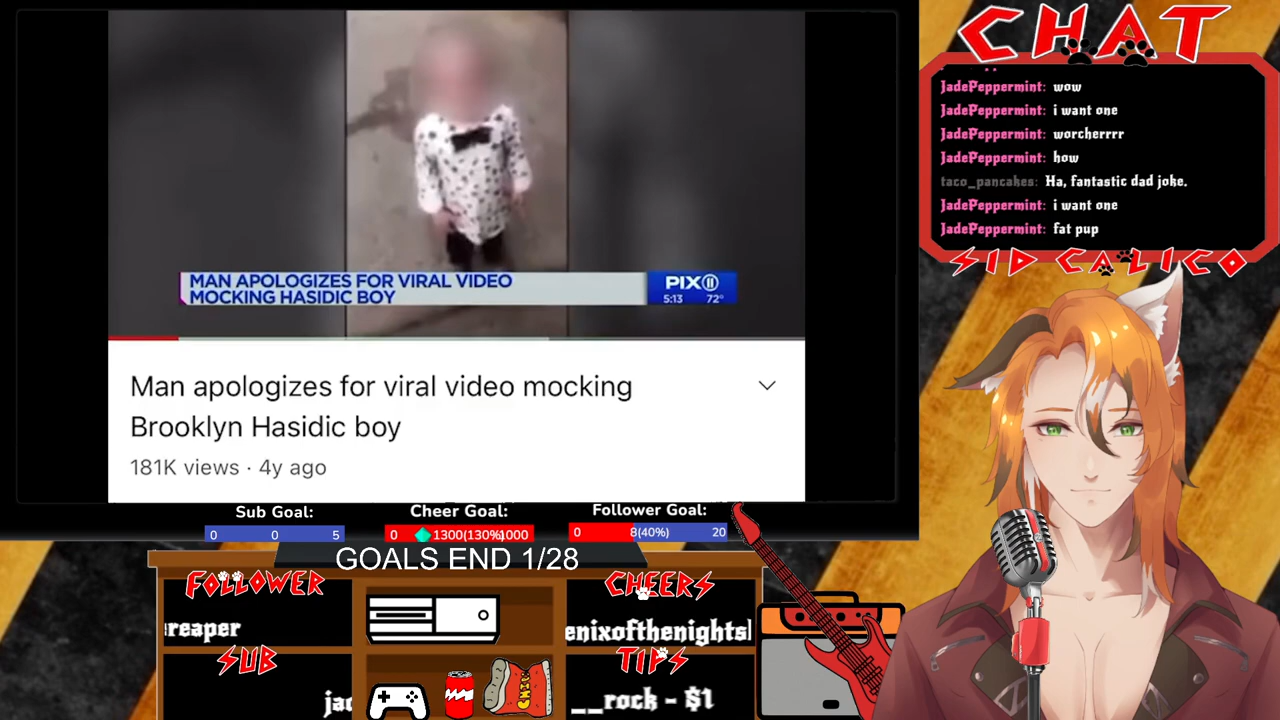 MAN APOLOGIZES FOR VIRAL VIDEO
MOCKING HASIDIC BOY
PIX11
5:13 72°
Man apologizes for viral video mocking
Brooklyn Hasidic boy
181K views · 4y ago
CHAT
JadePeppermint: wow
JadePeppermint: i want one
JadePeppermint: worcherrrr
JadePeppermint: how
taco_pancakes: Ha, fantastic dad joke.
JadePeppermint: i want one
JadePeppermint: fat pup
SID CALICO
Sub Goal:
0 0 5
Cheer Goal:
0 1300(130%) 1000
Follower Goal:
0 8(40%) 20
GOALS END 1/28
FOLLOWER
reaper
CHEERS
enixofthenights
SUB
jac
TIPS
__rock - $1